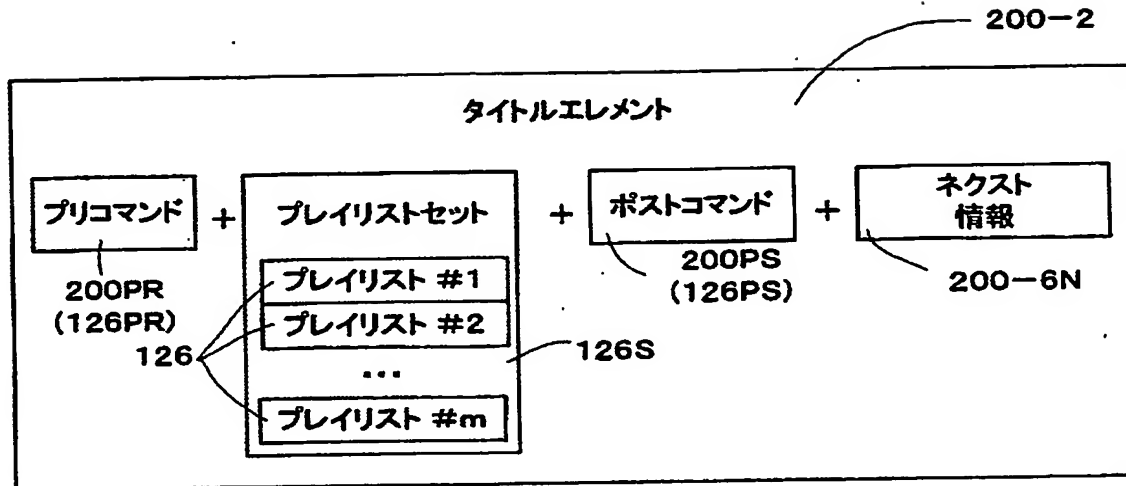 200-2
タイトルエレメント
プリコマンド
+
プレイリストセット
+
ポストコマンド
+
ネクスト
情報
200PR
(126PR)
200PS
(126PS)
200-6N
プレイリスト #1
プレイリスト #2
126
126S
...
プレイリスト #m